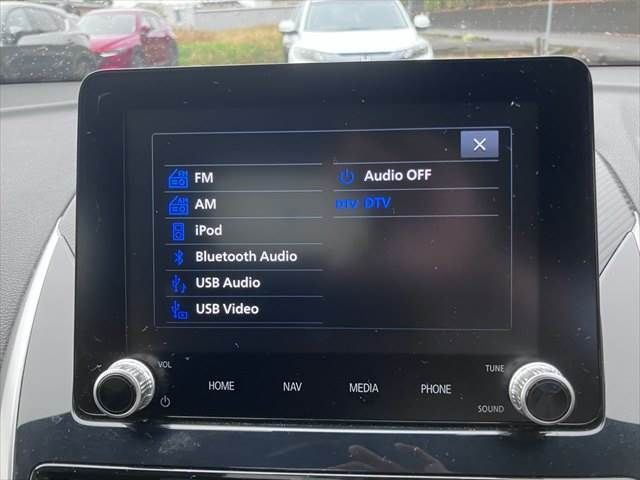 FM
AM
iPod
Bluetooth Audio
USB Audio
USB Video
Audio OFF
DTV DTV
VOL
HOME
NAV
MEDIA
PHONE
TUNE
SOUND